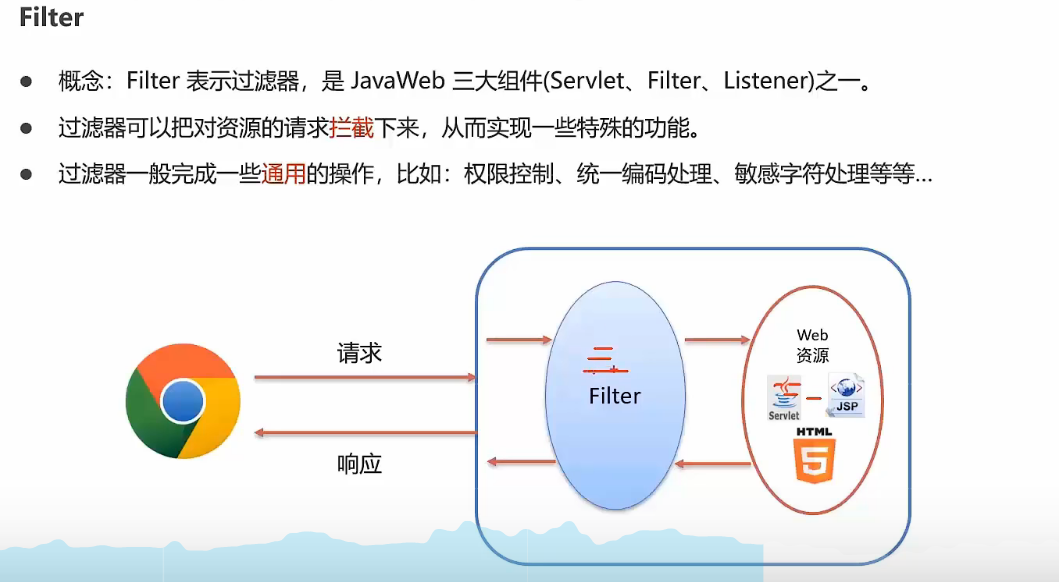 Filter
概念：Filter 表示过滤器，是 JavaWeb 三大组件(Servlet、Filter、Listener)之一。
过滤器可以把对资源的请求拦截下来，从而实现一些特殊的功能。
过滤器一般完成一些通用的操作，比如：权限控制、统一编码处理、敏感字符处理等等...
请求
响应
Filter
Web
资源
Servlet
JSP
HTML
5